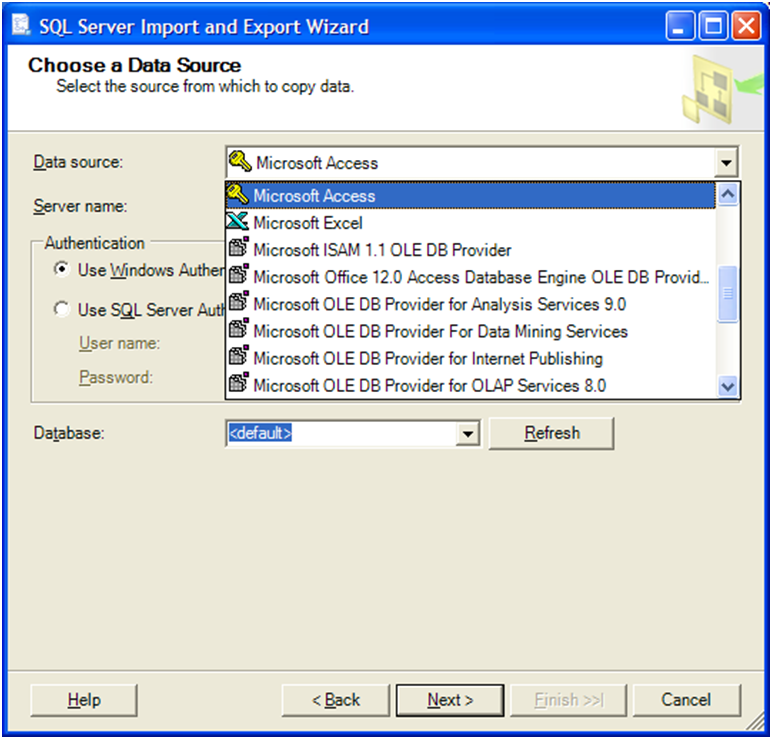 SQL Server Import and Export Wizard
Choose a Data Source
Select the source from which to copy data.
Data source:
Microsoft Access
Microsoft Access
Server name:
Microsoft Excel
Authentication
Microsoft ISAM 1.1 OLE DB Provider
Use Windows Authen
Microsoft Office 12.0 Access Database Engine OLE DB Provid...
Microsoft OLE DB Provider for Analysis Services 9.0
Use SQL Server Auth
Microsoft OLE DB Provider For Data Mining Services
User name:
Microsoft OLE DB Provider for Internet Publishing
Password:
Microsoft OLE DB Provider for OLAP Services 8.0
Database:
<default>
Refresh
Help
< Back
Next >
Finish >>|
Cancel